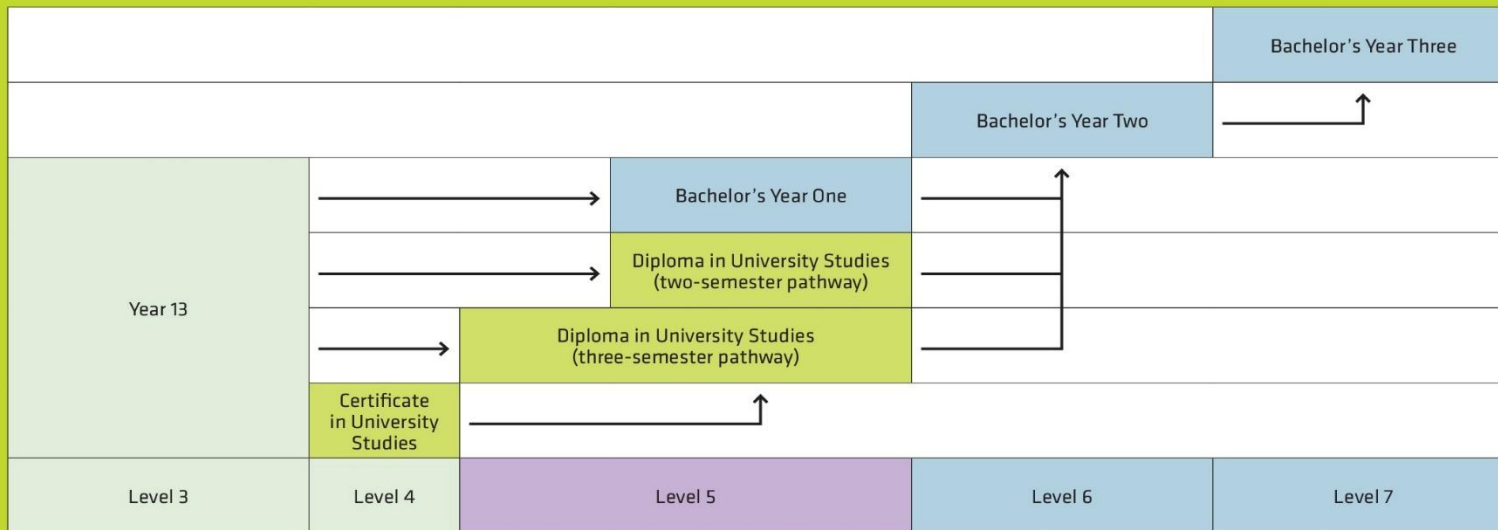 Bachelor's Year Three
Bachelor's Year Two
Bachelor's Year One
Diploma in University Studies
(two-semester pathway)
Year 13
Diploma in University Studies
(three-semester pathway)
Certificate
in University
Studies
Level 3
Level 4
Level 5
Level 6
Level 7